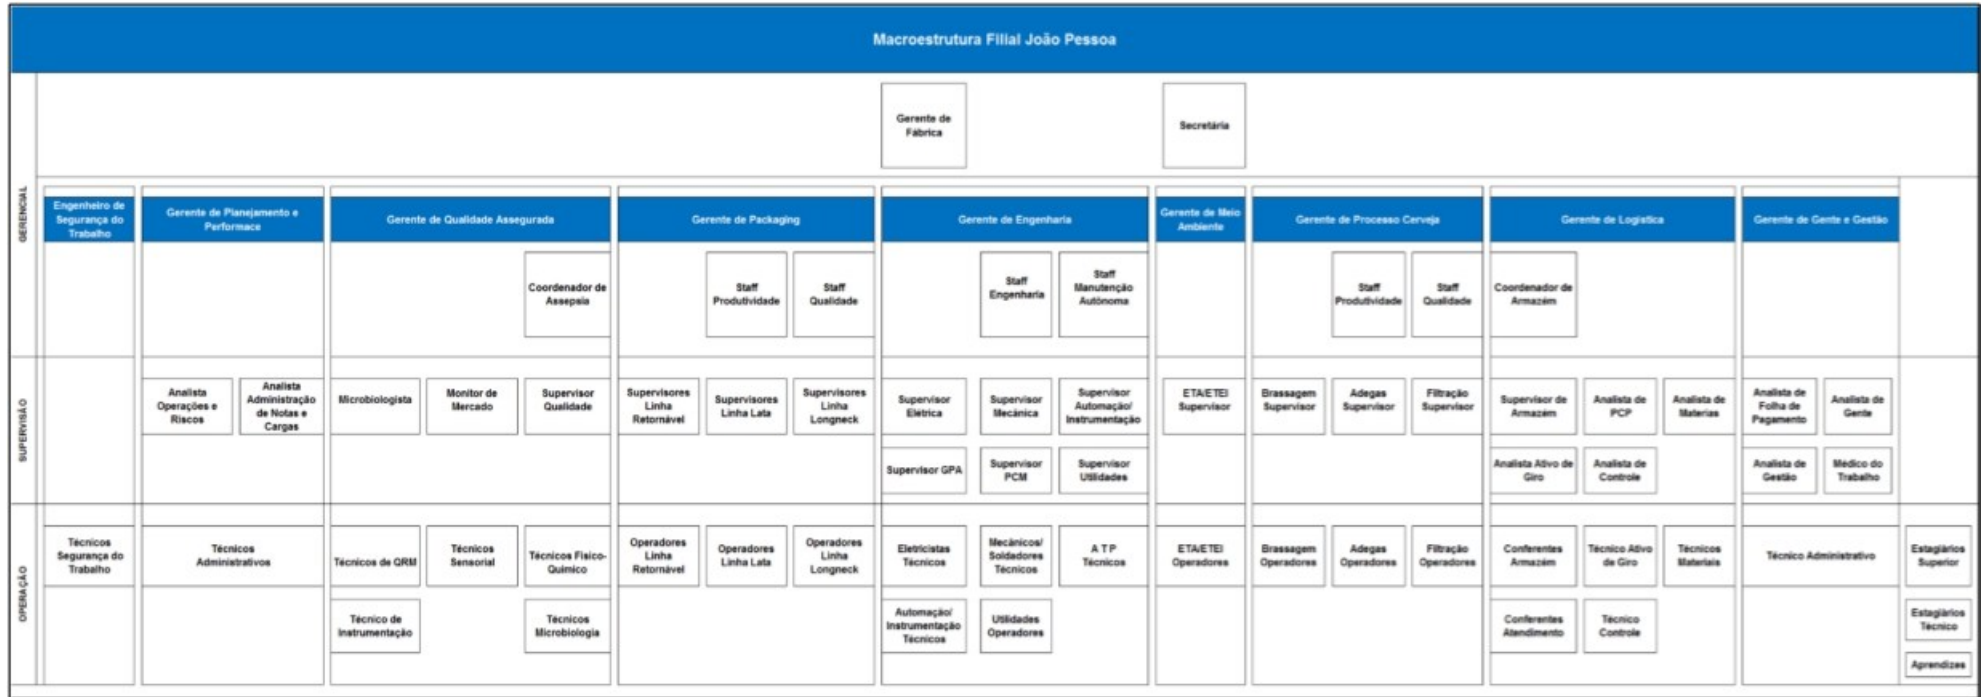 Macroestrutura Filial João Pessoa
Gerente de
Fábrica
Secretária
GERENCIAL
Engenheiro de
Segurança do
Trabalho
Gerente de Planejamento e
Performace
Gerente de Qualidade Assegurada
Gerente de Packaging
Gerente de Engenharia
Gerente de Meio
Ambiente
Gerente de Processo Cerveja
Gerente de Logística
Gerente de Gente e Gestão
Coordenador de
Assepsia
Staff
Produtividade
Staff
Qualidade
Staff
Engenharia
Staff
Manutenção
Autônoma
Staff
Produtividade
Staff
Qualidade
Coordenador de
Armazém
SUPERVISÃO
Analista
Operações e
Riscos
Analista
Administração
de Notas e
Cargas
Microbiologista
Monitor de
Mercado
Supervisor
Qualidade
Supervisores
Linha
Retornável
Supervisores
Linha Lata
Supervisores
Linha
Longneck
Supervisor
Elétrica
Supervisor
Mecânica
Supervisor
Automação/
Instrumentação
ETA/ETEI
Supervisor
Brassagem
Supervisor
Adegas
Supervisor
Filtração
Supervisor
Supervisor de
Armazém
Analista de
PCP
Analista de
Materias
Analista de
Folha de
Pagamento
Analista de
Gente
Supervisor GPA
Supervisor
PCM
Supervisor
Utilidades
Analista Ativo de
Giro
Analista de
Controle
Analista de
Gestão
Médico do
Trabalho
OPERAÇÃO
Técnicos
Segurança do
Trabalho
Técnicos
Administrativos
Técnicos de QRM
Técnicos
Sensorial
Técnicos Físico-
Químico
Operadores
Linha
Retornável
Operadores
Linha Lata
Operadores
Linha
Longneck
Eletricistas
Técnicos
Mecânicos/
Soldadores
Técnicos
A T P
Técnicos
ETA/ETEI
Operadores
Brassagem
Operadores
Adegas
Operadores
Filtração
Operadores
Conferentes
Armazém
Técnico Ativo
de Giro
Técnicos
Materiais
Técnico Administrativo
Estagiários
Superior
Técnico de
Instrumentação
Técnicos
Microbiologia
Automação/
Instrumentação
Técnicos
Utilidades
Operadores
Conferentes
Atendimento
Técnico
Controle
Estagiários
Técnico
Aprendizes